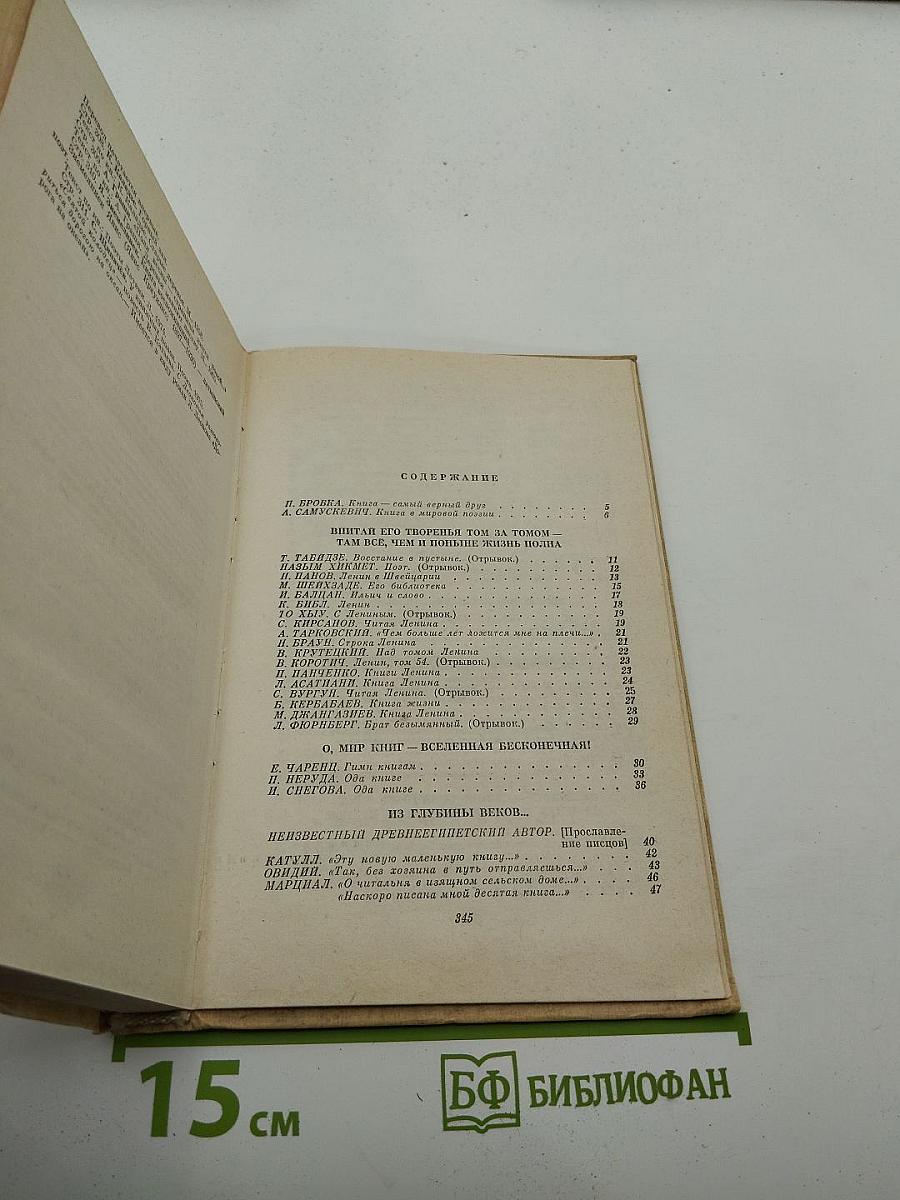 СОДЕРЖАНИЕ
П. БРОВКА. Книга — самый верный друг . . . . . . . . 5
А. САМУСКЕВИЧ. Книга в мировой поэзии . . . . . . . . 6
ВПИТАЙ ЕГО ТВОРЕНЬЯ ТОМ ЗА ТОМОМ —
ТАМ ВСЁ, ЧЕМ И ПОНЫНЕ ЖИЗНЬ ПОЛНА
Т. ТАБИДЗЕ. Восстание в пустыне. (Отрывок.) . . . . . . . 11
НАЗЫМ ХИКМЕТ. Поэт. (Отрывок.) . . . . . . . . . . . 12
Н. ПАНОВ. Ленин в Швейцарии . . . . . . . . . . . 13
М. ШЕЙХЗАДЕ. Его библиотека . . . . . . . . . . . 15
И. БАЛЦАН. Ильич и слово . . . . . . . . . . . . . 17
К. БИБЛ. Ленин . . . . . . . . . . . . . . . . . 18
ТО ХЫУ. С Лениным. (Отрывок.) . . . . . . . . . . . 19
С. КИРСАНОВ. Читая Ленина . . . . . . . . . . . . 19
А. ТАРКОВСКИЙ. «Чем больше лет ложится мне на плечи...» . 21
Н. БРАУН. Строка Ленина . . . . . . . . . . . . . 21
В. КРУТЕЦКИЙ. Над томом Ленина . . . . . . . . . . 22
В. КОРОТИЧ. Ленин, том 54. (Отрывок.) . . . . . . . . . 23
П. ПАНЧЕНКО. Книги Ленина . . . . . . . . . . . . 23
Л. АСАТИАНИ. Книга Ленина . . . . . . . . . . . . 24
С. ВУРГУН. Читая Ленина. (Отрывок.) . . . . . . . . . 25
Б. КЕРБАБАЕВ. Книга жизни . . . . . . . . . . . . 27
М. ДЖАНГАЗИЕВ. Книга Ленина . . . . . . . . . . . 28
Л. ФЮРНБЕРГ. Брат безымянный. (Отрывок.) . . . . . . . 29
О, МИР КНИГ — ВСЕЛЕННАЯ БЕСКОНЕЧНАЯ!
Е. ЧАРЕНЦ. Гимн книгам . . . . . . . . . . . . . . 30
П. НЕРУДА. Ода книге . . . . . . . . . . . . . . . 33
И. СНЕГОВА. Ода книге . . . . . . . . . . . . . . . 36
ИЗ ГЛУБИНЫ ВЕКОВ...
НЕИЗВЕСТНЫЙ ДРЕВНЕЕГИПЕТСКИЙ АВТОР. [Прославле-
ние писцов] 40
КАТУЛЛ. «Эту новую маленькую книгу...» . . . . . . . . 42
ОВИДИЙ. «Так, без хозяина в путь отправляешься...» . . . . 43
МАРЦИАЛ. «О читальня в изящном сельском доме...» . . . . 46
«Наскоро писана мной десятая книга...» . . . . 47
345
15 см
БФ БИБЛИОФАН